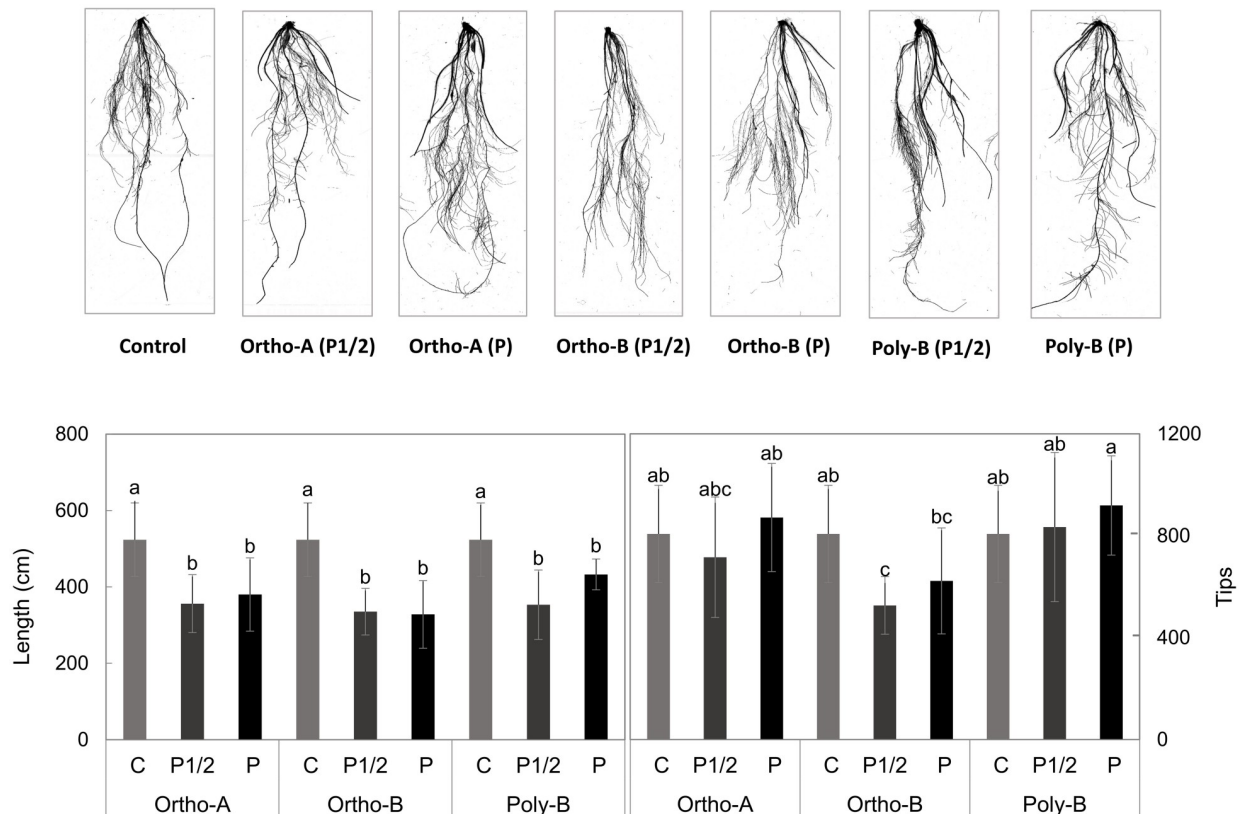 Control Ortho-A (P1/2) Ortho-A (P) Ortho-B (P1/2) Ortho-B (P) Poly-B (P1/2) Poly-B (P)
800 1200
a a a ab abc ab ab bc ab ab a
600
b b b b b b c 800
Length (cm) 400 Tips
400
200
0 0
C P1/2 P C P1/2 P C P1/2 P C P1/2 P C P1/2 P C P1/2 P
Ortho-A Ortho-B Poly-B Ortho-A Ortho-B Poly-B